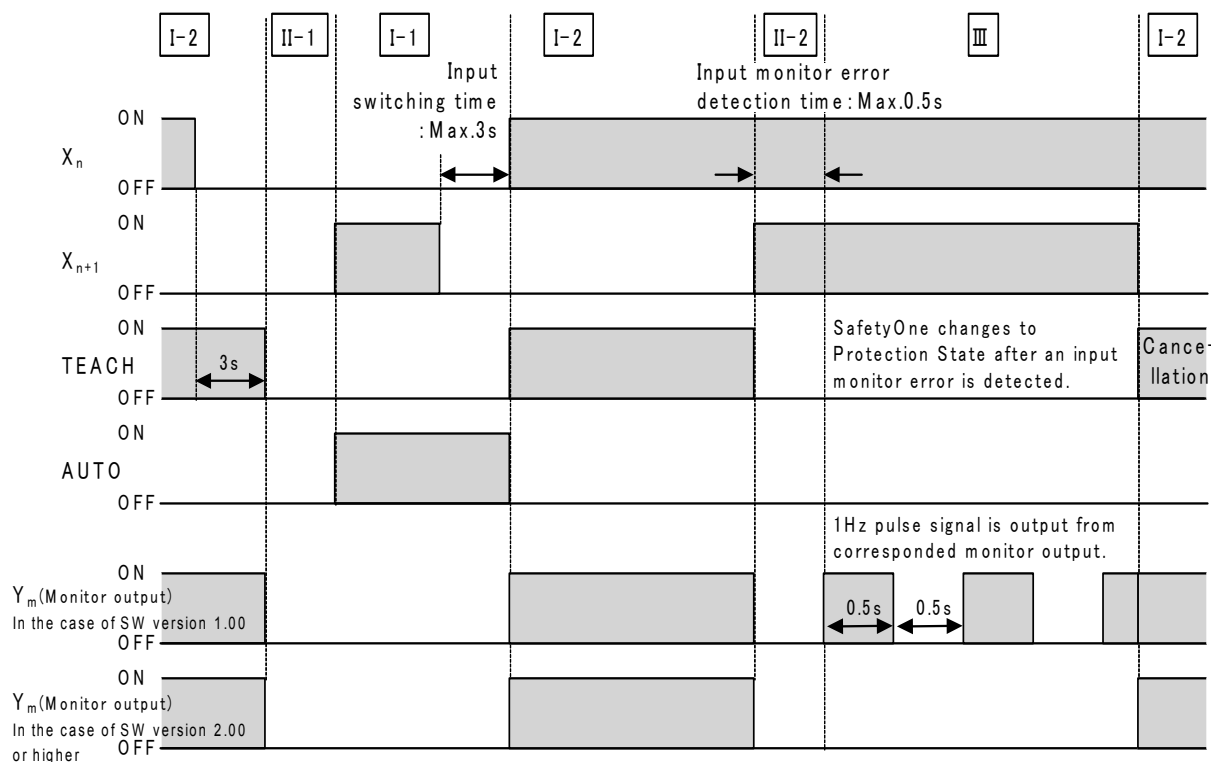 I-2
II-1
I-1
I-2
II-2
Ⅲ
I-2
Input
switching time
:Max.3s
Input monitor error
detection time:Max.0.5s
ON
Xn
OFF
ON
Xn+1
OFF
ON
TEACH
3s
OFF
SafetyOne changes to
Protection State after an input
monitor error is detected.
Cance-
llation
ON
AUTO
OFF
1Hz pulse signal is output from
corresponded monitor output.
ON
Ym(Monitor output)
In the case of SW version 1.00
OFF
0.5s
0.5s
ON
Ym(Monitor output)
In the case of SW version 2.00
or higher
OFF